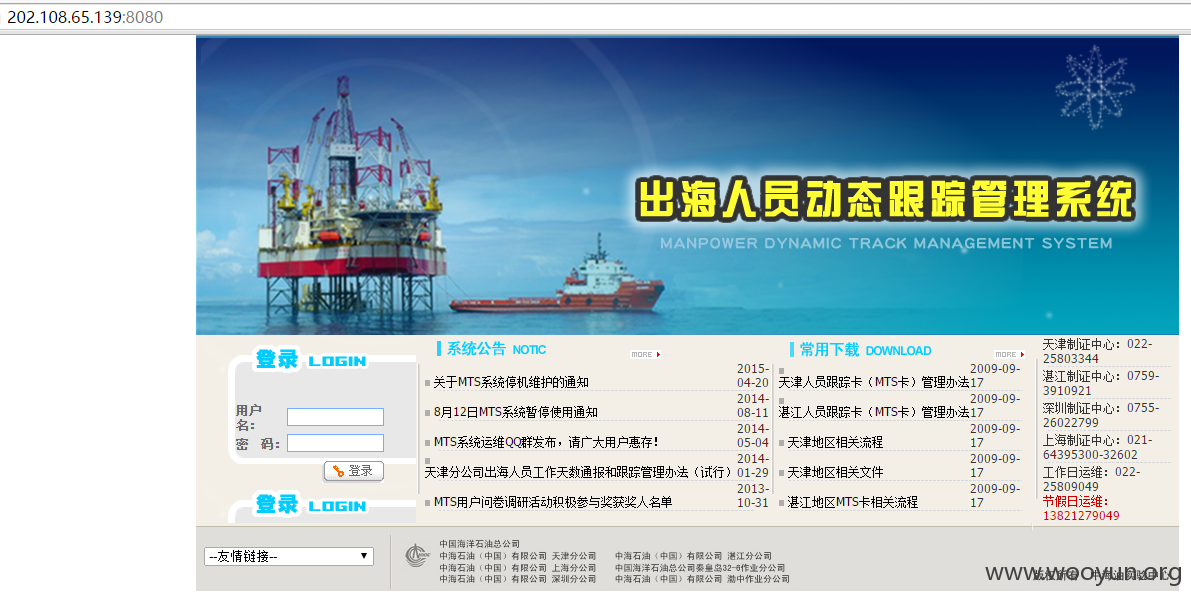 202.108.65.139:8080
出海人员动态跟踪管理系统
MANPOWER DYNAMIC TRACK MANAGEMENT SYSTEM
登录 LOGIN
用户名：
密 码：
登录
登录 LOGIN
系统公告 NOTIC
MORE
关于MTS系统停机维护的通知 2015-04-20
8月12日MTS系统暂停使用通知 2014-08-11
MTS系统运维QQ群发布，请广大用户惠存！ 2014-05-04
天津分公司出海人员工作天数通报和跟踪管理办法（试行） 2014-01-29
MTS用户问卷调研活动积极参与奖获奖人名单 2013-10-31
常用下载 DOWNLOAD
MORE
天津人员跟踪卡（MTS卡）管理办法 2009-09-17
湛江人员跟踪卡（MTS卡）管理办法 2009-09-17
天津地区相关流程 2009-09-17
天津地区相关文件 2009-09-17
湛江地区MTS卡相关流程 2009-09-17
天津制证中心：022-25803344
湛江制证中心：0759-3910921
深圳制证中心：0755-26022799
上海制证中心：021-64395300-32602
工作日运维：022-25809049
节假日运维：13821279049
--友情链接--
中国海洋石油总公司
中海石油（中国）有限公司 天津分公司 中海石油（中国）有限公司 湛江分公司
中海石油（中国）有限公司 上海分公司 中国海洋石油总公司秦皇岛32-6作业分公司
中海石油（中国）有限公司 深圳分公司 中海石油（中国）有限公司 渤中作业分公司
www.wooyun.org